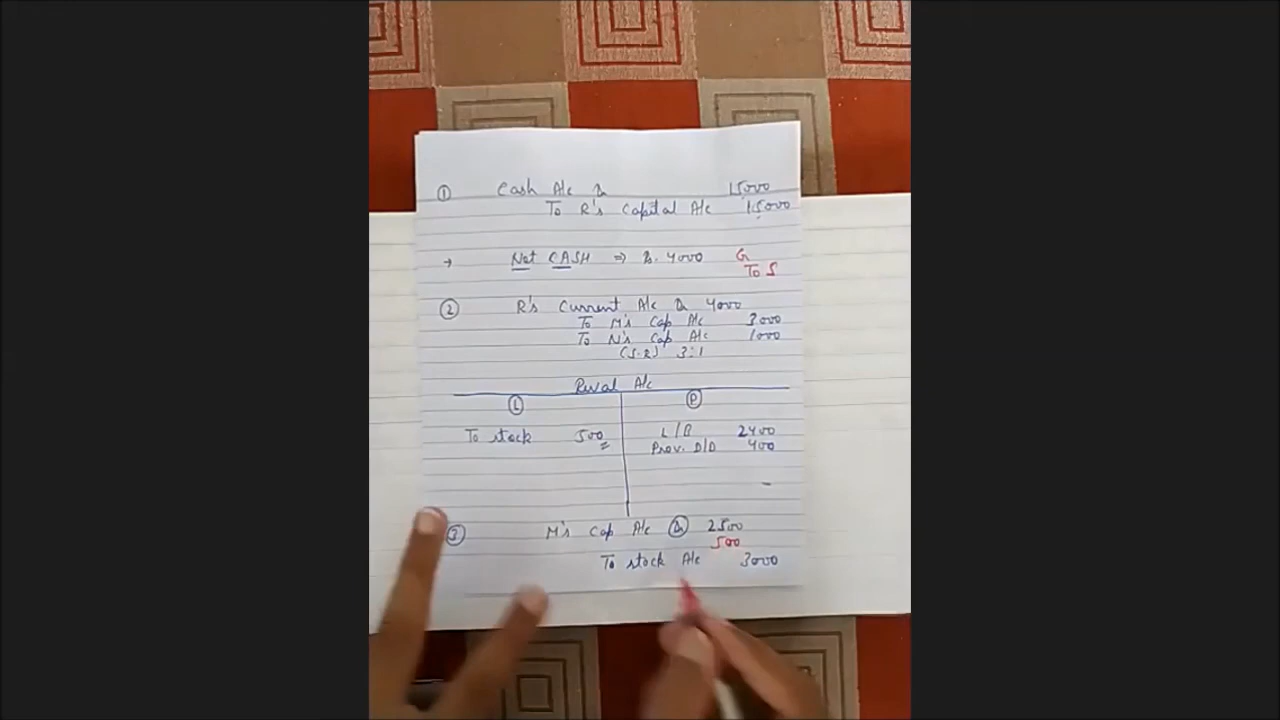 ① Cash A/c Dr 15000
To R's Capital A/c 15000
→ Net CASH ⇒ Rs. 4000 G
To S
② R's Current A/c Dr 4000
To M's Cap A/c 3000
To N's Cap A/c 1000
(S.R) 3:1
Reval A/c
Ⓛ Ⓟ
To stock 500 L/B 2400
Prov. D/D 400
③ M's Cap A/c Dr 2500
500
To stock A/c 3000